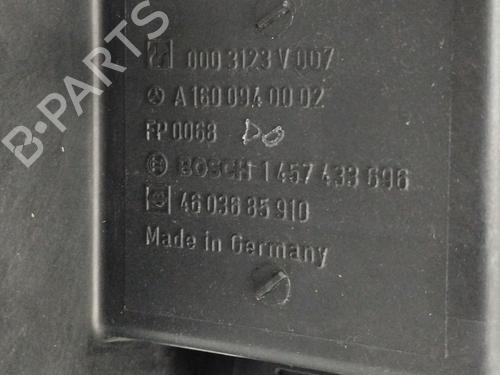 B-PARTS
000 3123 V 007
A 160 094 00 02
FP 0068 DO
BOSCH 1 457 433 696
46 036 85 910
Made in Germany